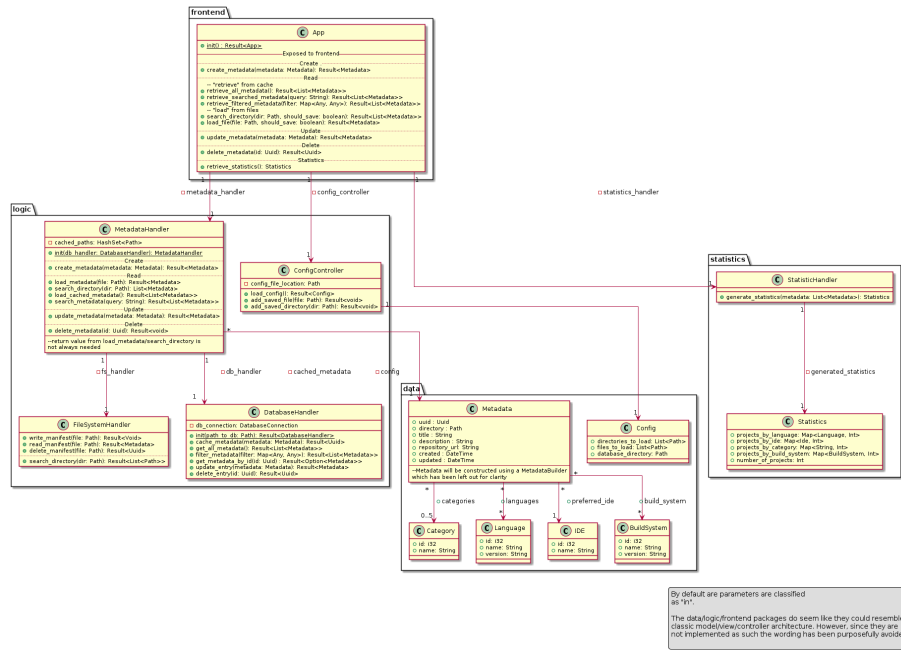 frontend
C App
init() : Result<App>
Exposed to frontend
Create
create_metadata(metadata: Metadata): Result<Metadata>
Read
-- "retrieve" from cache
retrieve_all_metadata(): Result<List<Metadata>>
retrieve_searched_metadata(query: String): Result<List<Metadata>>
retrieve_filtered_metadata(filter: Map<Any, Any>): Result<List<Metadata>>
-- "load" from files
search_directory(dir: Path, should_save: boolean): Result<List<Metadata>>
load_file(file: Path, should_save: boolean): Result<Metadata>
Update
update_metadata(metadata: Metadata): Result<Metadata>
Delete
delete_metadata(id: Uuid): Result<Uuid>
Statistics
retrieve_statistics(): Statistics
1 1 1
metadata_handler config_controller statistics_handler
logic
1
C MetadataHandler
cached_paths: HashSet<Path>
init(db_handler: DatabaseHandler): MetadataHandler
Create
create_metadata(metadata: Metadata): Result<Metadata>
Read
load_metadata(file: Path): Result<Metadata>
search_directory(dir: Path): List<Metadata>
load_cached_metadata(): Result<List<Metadata>>
search_metadata(query: String): Result<List<Metadata>>
Update
update_metadata(metadata: Metadata): Result<Metadata>
Delete
delete_metadata(id: Uuid): Result<void>
--return value from load_metadata/search_directory is
not always needed
1
C ConfigController
config_file_location: Path
load_config(): Result<Config>
add_saved_file(file: Path): Result<void>
add_saved_directory(dir: Path): Result<void>
1
*
statistics
1
C StatisticHandler
generate_statistics(metadata: List<Metadata>): Statistics
1
generated_statistics
1
C Statistics
projects_by_language: Map<Language, Int>
projects_by_ide: Map<Ide, Int>
projects_by_category: Map<String, Int>
projects_by_build_system: Map<BuildSystem, Int>
number_of_projects: Int
1 1
fs_handler db_handler cached_metadata config
1
C FileSystemHandler
write_manifest(file: Path): Result<Void>
read_manifest(file: Path): Result<Metadata>
delete_manifest(file: Path): Result<Uuid>
search_directory(dir: Path): Result<List<Path>>
1
C DatabaseHandler
db_connection: DatabaseConnection
init(path_to_db: Path): Result<DatabaseHandler>
cache_metadata(metadata: Metadata): Result<Uuid>
get_all_metadata(): Result<List<Metadata>>
filter_metadata(filter: Map<Any: Any>): Result<List<Metadata>>
get_metadata_by_id(id: Uuid): Result<Option<Metadata>>
update_entry(metadata: Metadata): Result<Metadata>
delete_entry(id: Uuid): Result<Uuid>
data
C Metadata
uuid : Uuid
directory : Path
title : String
description : String
repository_url: String
created : DateTime
updated : DateTime
--Metadata will be constructed using a MetadataBuilder
which has been left out for clarity
1
C Config
directories_to_load: List<Path>
files_to_load: List<Path>
database_directory: Path
* * * *
categories languages preferred_ide build_system
0..5 * 1 *
C Category
id: i32
name: String
C Language
id: i32
name: String
version: String
C IDE
id: i32
name: String
C BuildSystem
id: i32
name: String
version: String
By default are parameters are classified
as "in".
The data/logic/frontend packages do seem like they could
classic model/view/controller architecture. However, since they are
not implemented as such the wording has been purposefully